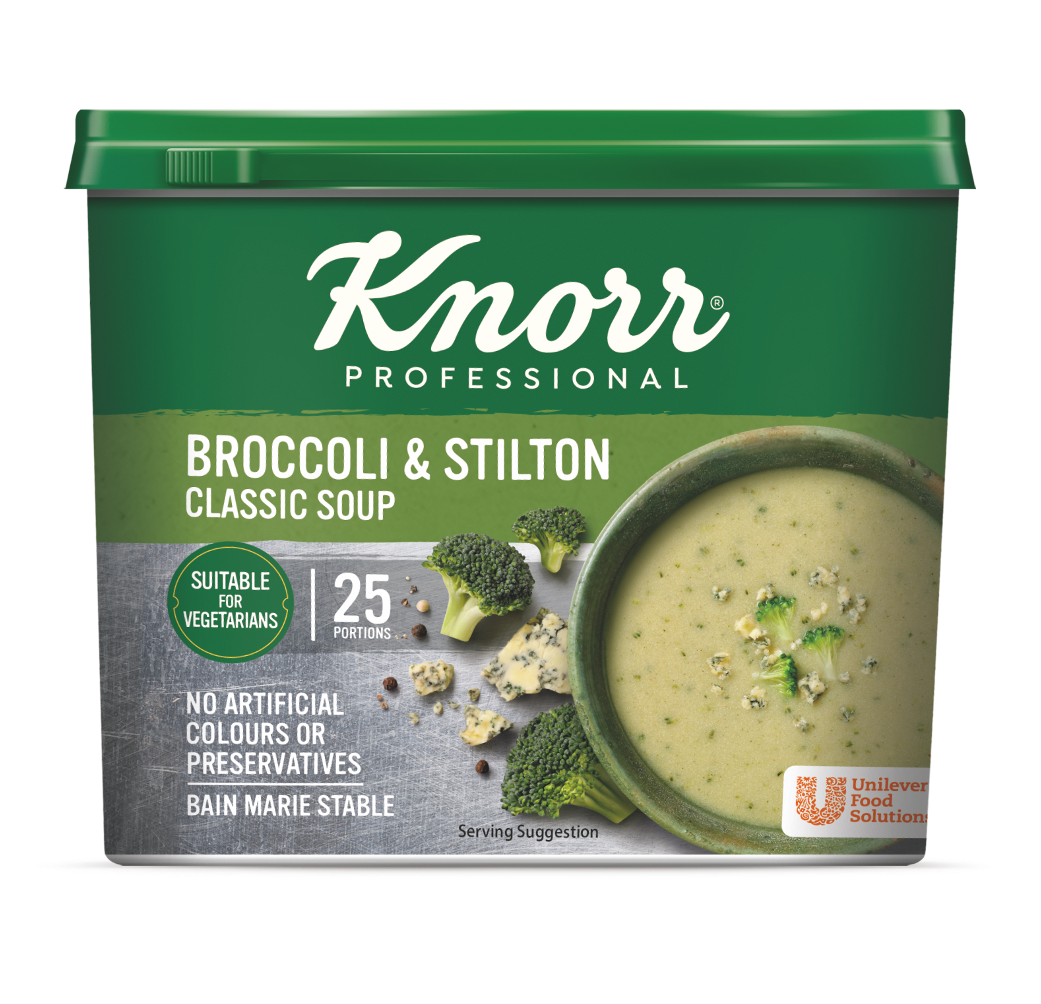 Knorr®
PROFESSIONAL
BROCCOLI & STILTON
CLASSIC SOUP
SUITABLE
FOR
VEGETARIANS
25
PORTIONS
NO ARTIFICIAL
COLOURS OR
PRESERVATIVES
BAIN MARIE STABLE
Serving Suggestion
Unilever
Food
Solutions